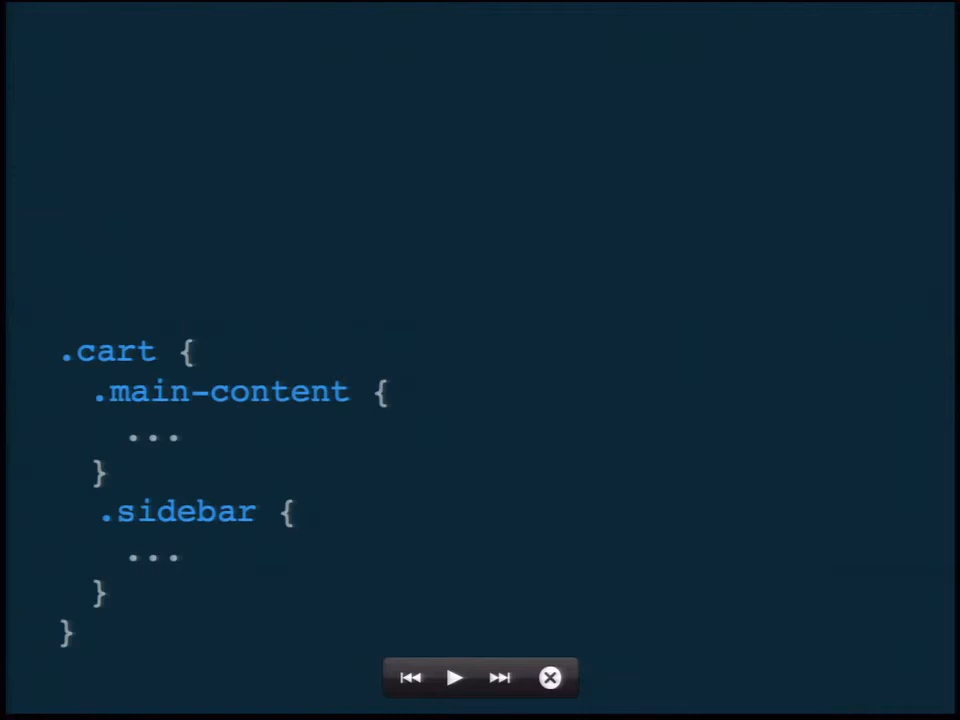 .cart {
.main-content {
...
}
.sidebar {
...
}
}